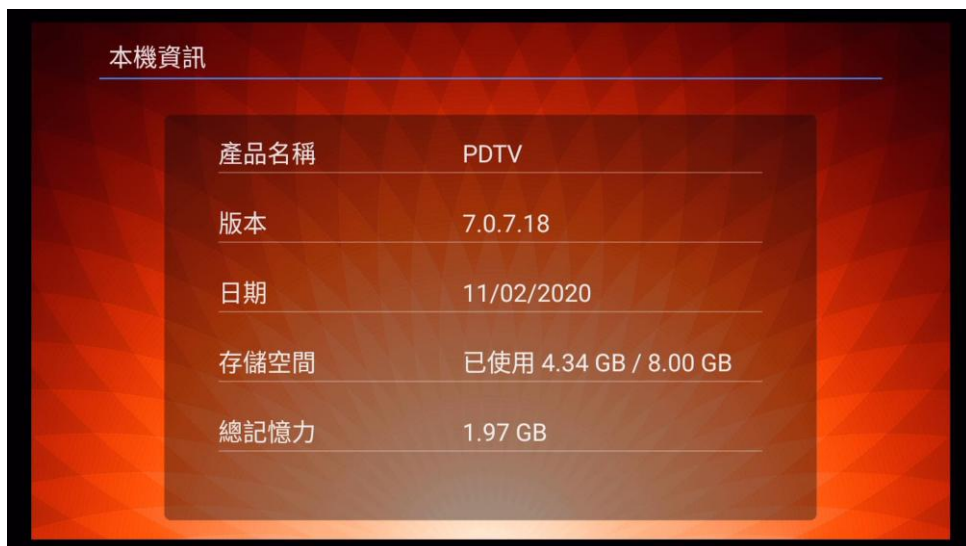 本機資訊
產品名稱 PDTV
版本 7.0.7.18
日期 11/02/2020
存儲空間 已使用 4.34 GB / 8.00 GB
總記憶力 1.97 GB